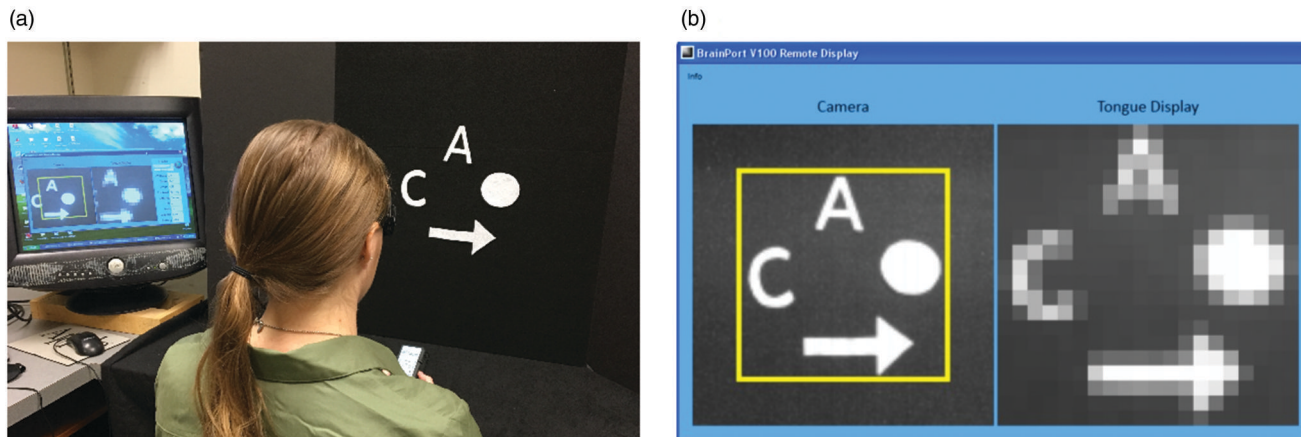 (a)
A
C
(b)
BrainPort V100 Remote Display
Info
Camera
Tongue Display
A
C
A
C